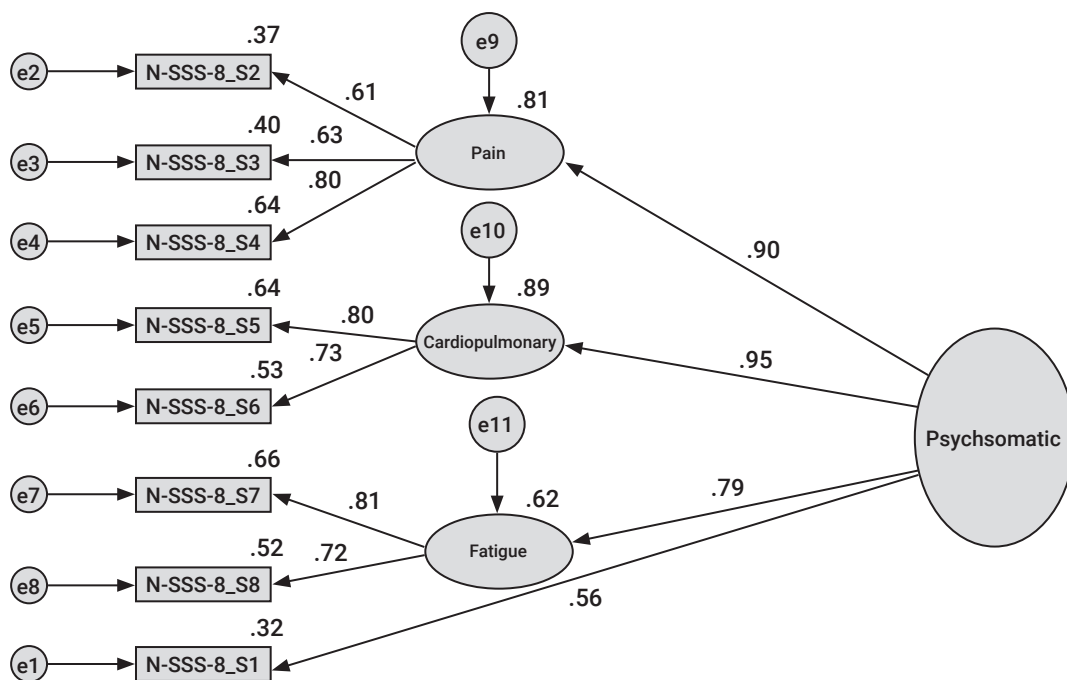 .37
e9
e2
N-SSS-8_S2
.61
.81
.40
.63
Pain
e3
N-SSS-8_S3
.80
.64
e4
N-SSS-8_S4
e10
.90
.64
.89
e5
N-SSS-8_S5
.80
Cardiopulmonary
.73
.95
.53
e6
N-SSS-8_S6
e11
Psychsomatic
.66
e7
N-SSS-8_S7
.81
.79
.62
.52
.72
Fatigue
e8
N-SSS-8_S8
.56
.32
e1
N-SSS-8_S1